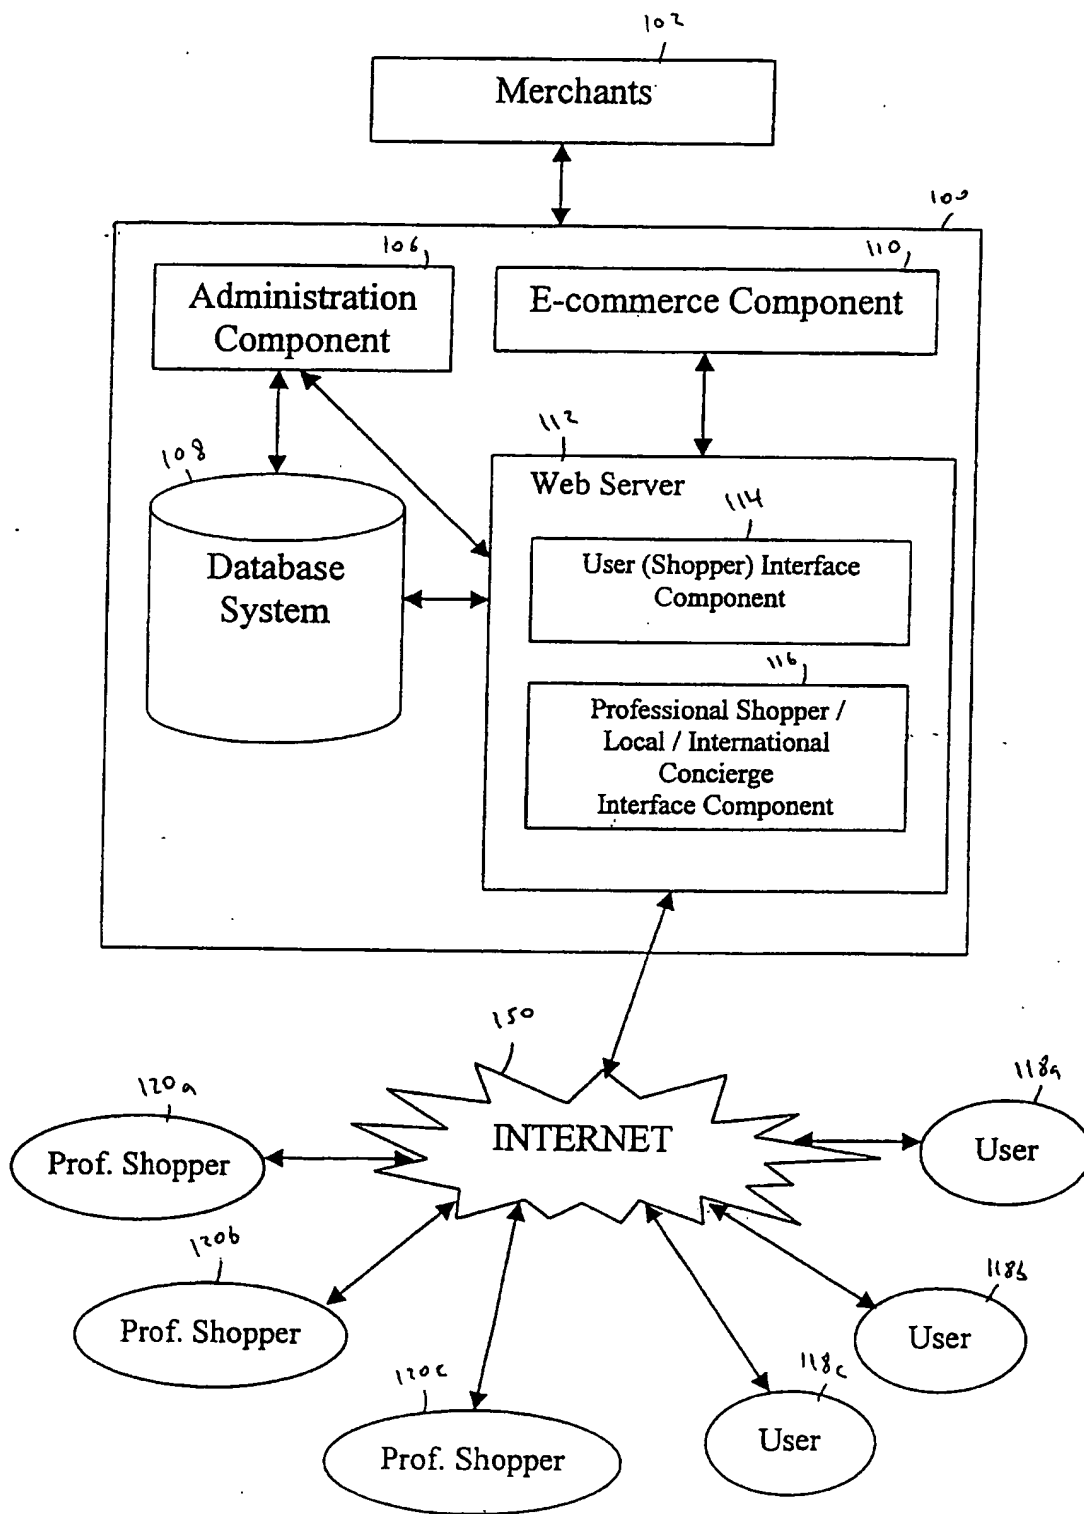 102
Merchants
100
106
110
Administration
Component
E-commerce Component
108
112
Web Server
Database
System
114
User (Shopper) Interface
Component
116
Professional Shopper /
Local / International
Concierge
Interface Component
150
INTERNET
120a
Prof. Shopper
118a
User
120b
Prof. Shopper
118b
User
120c
Prof. Shopper
118c
User